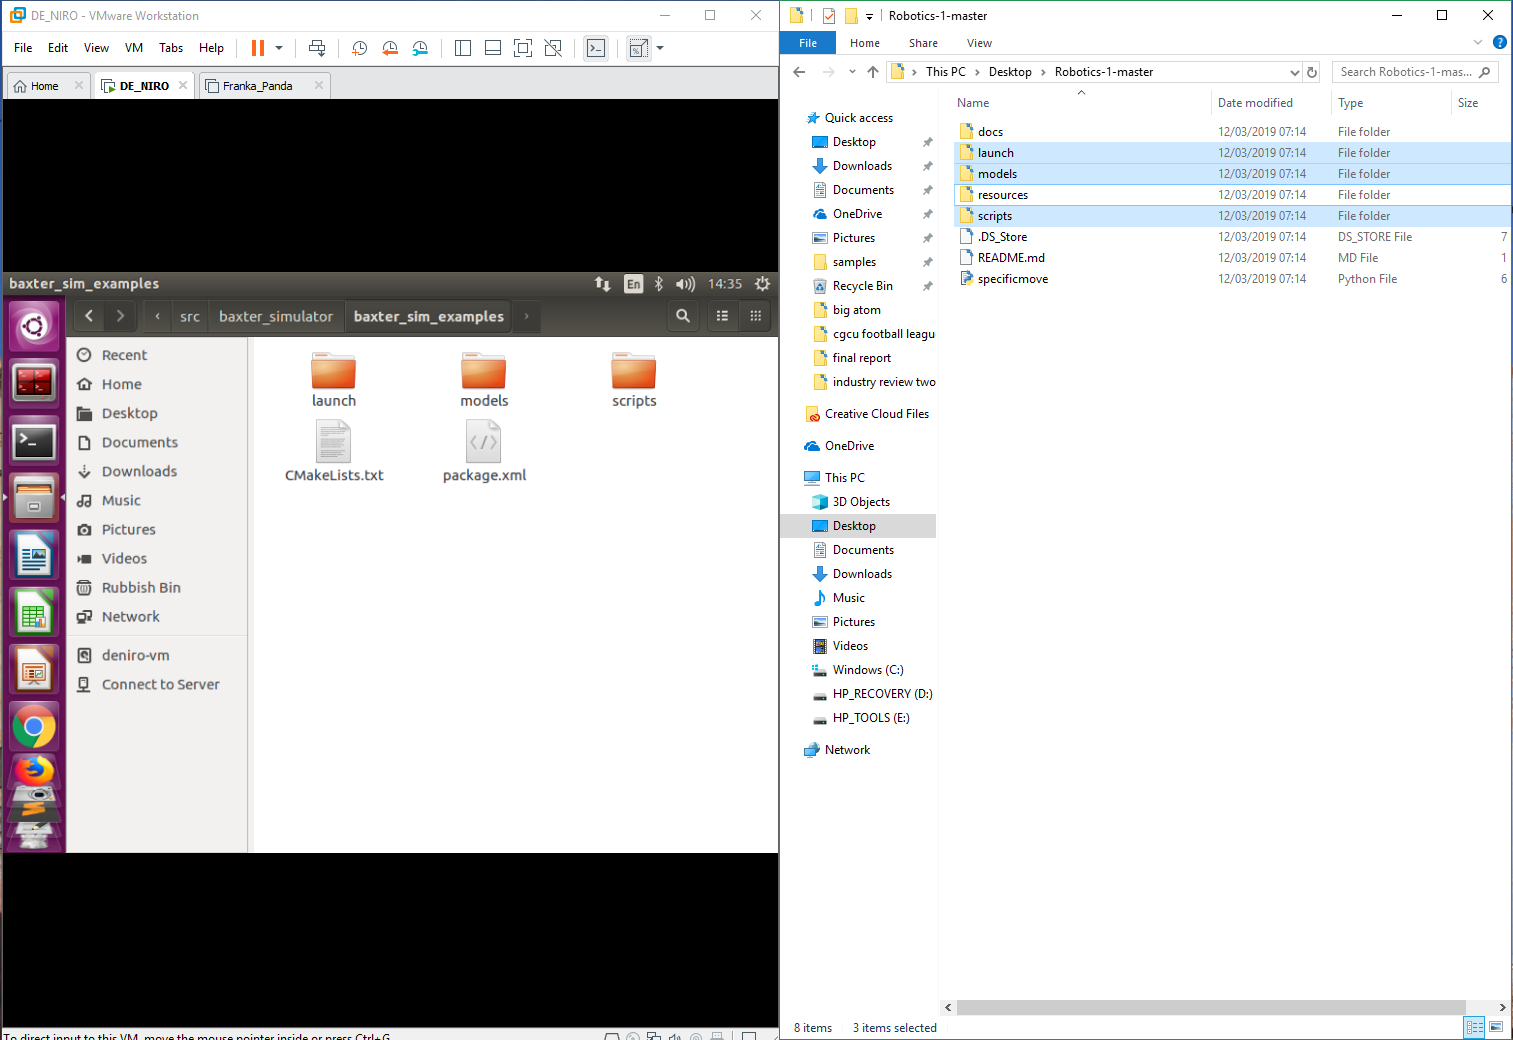 DE_NIRO - VMware Workstation
File Edit View VM Tabs Help
Home DE_NIRO Franka_Panda
baxter_sim_examples
En 14:35
src baxter_simulator baxter_sim_examples
Recent
Home
Desktop
Documents
Downloads
Music
Pictures
Videos
Rubbish Bin
Network
deniro-vm
Connect to Server
launch models scripts
CMakeLists.txt package.xml
To direct input to this VM, move the mouse pointer inside or press Ctrl+G.
Robotics-1-master
File Home Share View
This PC Desktop Robotics-1-master
Search Robotics-1-mas...
Quick access
Desktop
Downloads
Documents
OneDrive
Pictures
samples
Recycle Bin
big atom
cgcu football leagu
final report
industry review two
Creative Cloud Files
OneDrive
This PC
3D Objects
Desktop
Documents
Downloads
Music
Pictures
Videos
Windows (C:)
HP_RECOVERY (D:)
HP_TOOLS (E:)
Network
Name Date modified Type Size
docs 12/03/2019 07:14 File folder
launch 12/03/2019 07:14 File folder
models 12/03/2019 07:14 File folder
resources 12/03/2019 07:14 File folder
scripts 12/03/2019 07:14 File folder
.DS_Store 12/03/2019 07:14 DS_STORE File 7
README.md 12/03/2019 07:14 MD File 1
specificmove 12/03/2019 07:14 Python File 6
8 items 3 items selected